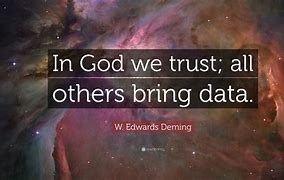 In God we trust; all
others bring data.
W. Edwards Deming